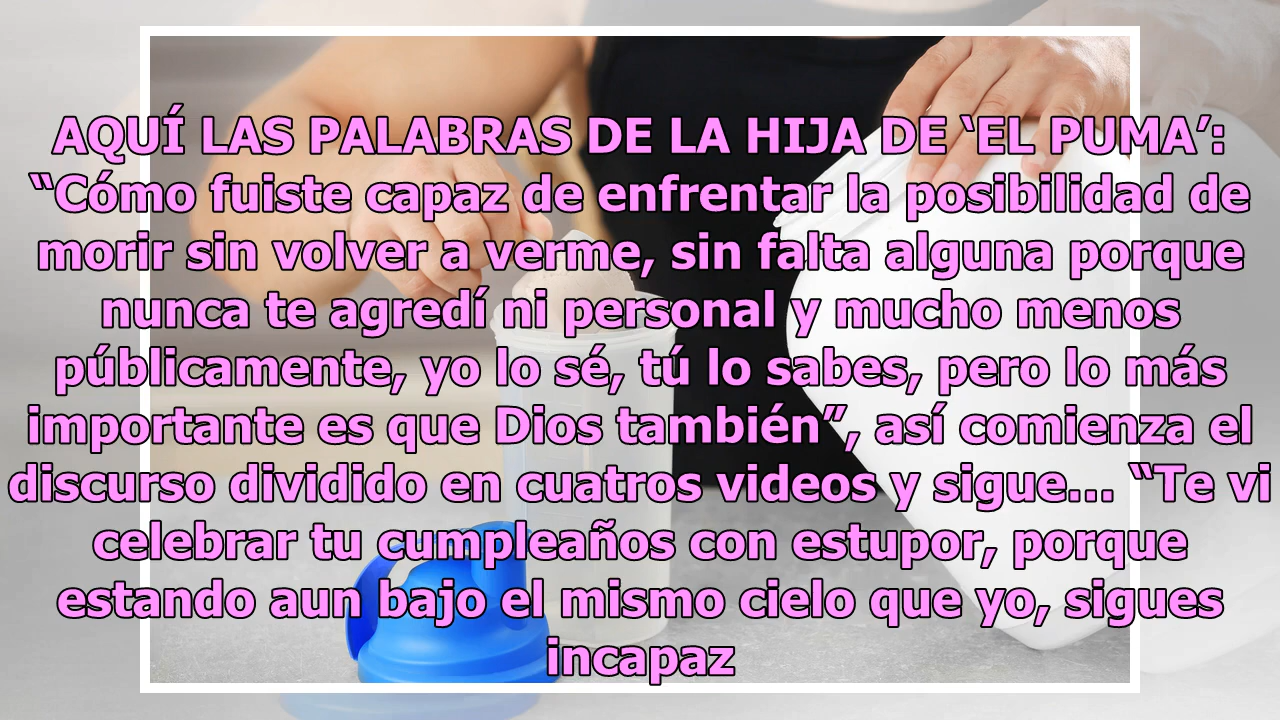 AQUÍ LAS PALABRAS DE LA HIJA DE ‘EL PUMA’:
“Cómo fuiste capaz de enfrentar la posibilidad de
morir sin volver a verme, sin falta alguna porque
nunca te agredí ni personal y mucho menos
públicamente, yo lo sé, tú lo sabes, pero lo más
importante es que Dios también”, así comienza el
discurso dividido en cuatros videos y sigue... “Te vi
celebrar tu cumpleaños con estupor, porque
estando aun bajo el mismo cielo que yo, sigues
incapaz